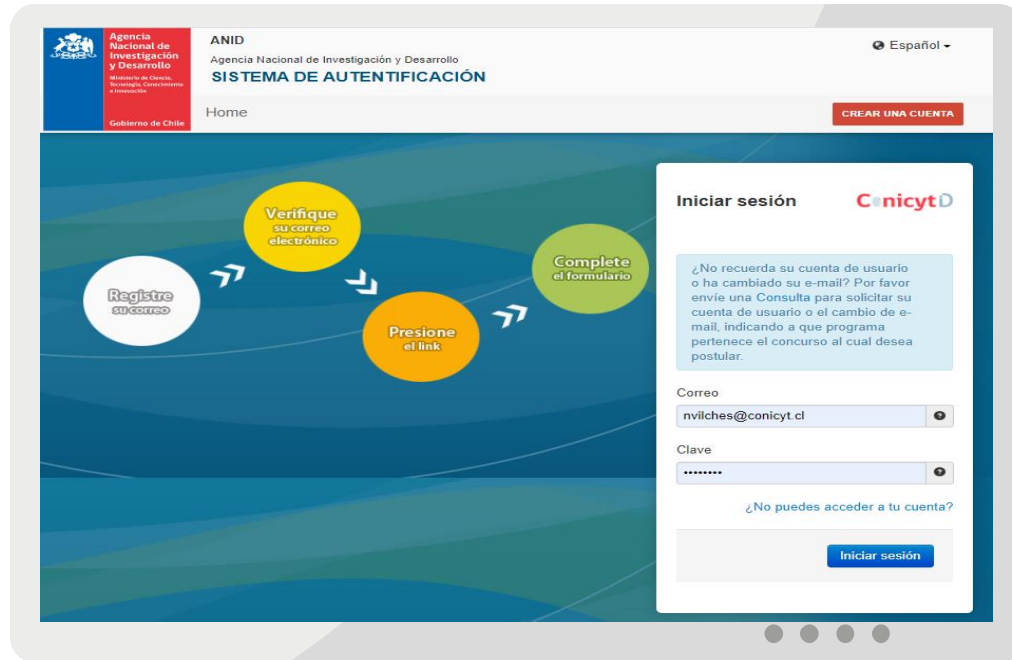 Agencia
Nacional de
Investigación
y Desarrollo
Ministerio de Ciencia,
Tecnología, Conocimiento
e Innovación
Gobierno de Chile
ANID
Agencia Nacional de Investigación y Desarrollo
SISTEMA DE AUTENTIFICACIÓN
Español
Home
CREAR UNA CUENTA
Registre
su correo
Verifique
su correo
electrónico
Presione
el link
Complete
el formulario
Iniciar sesión
ConicytID
¿No recuerda su cuenta de usuario
o ha cambiado su e-mail? Por favor
envíe una Consulta para solicitar su
cuenta de usuario o el cambio de e-
mail, indicando a que programa
pertenece el concurso al cual desea
postular.
Correo
nvilches@conicyt.cl
Clave
••••••••
¿No puedes acceder a tu cuenta?
Iniciar sesión